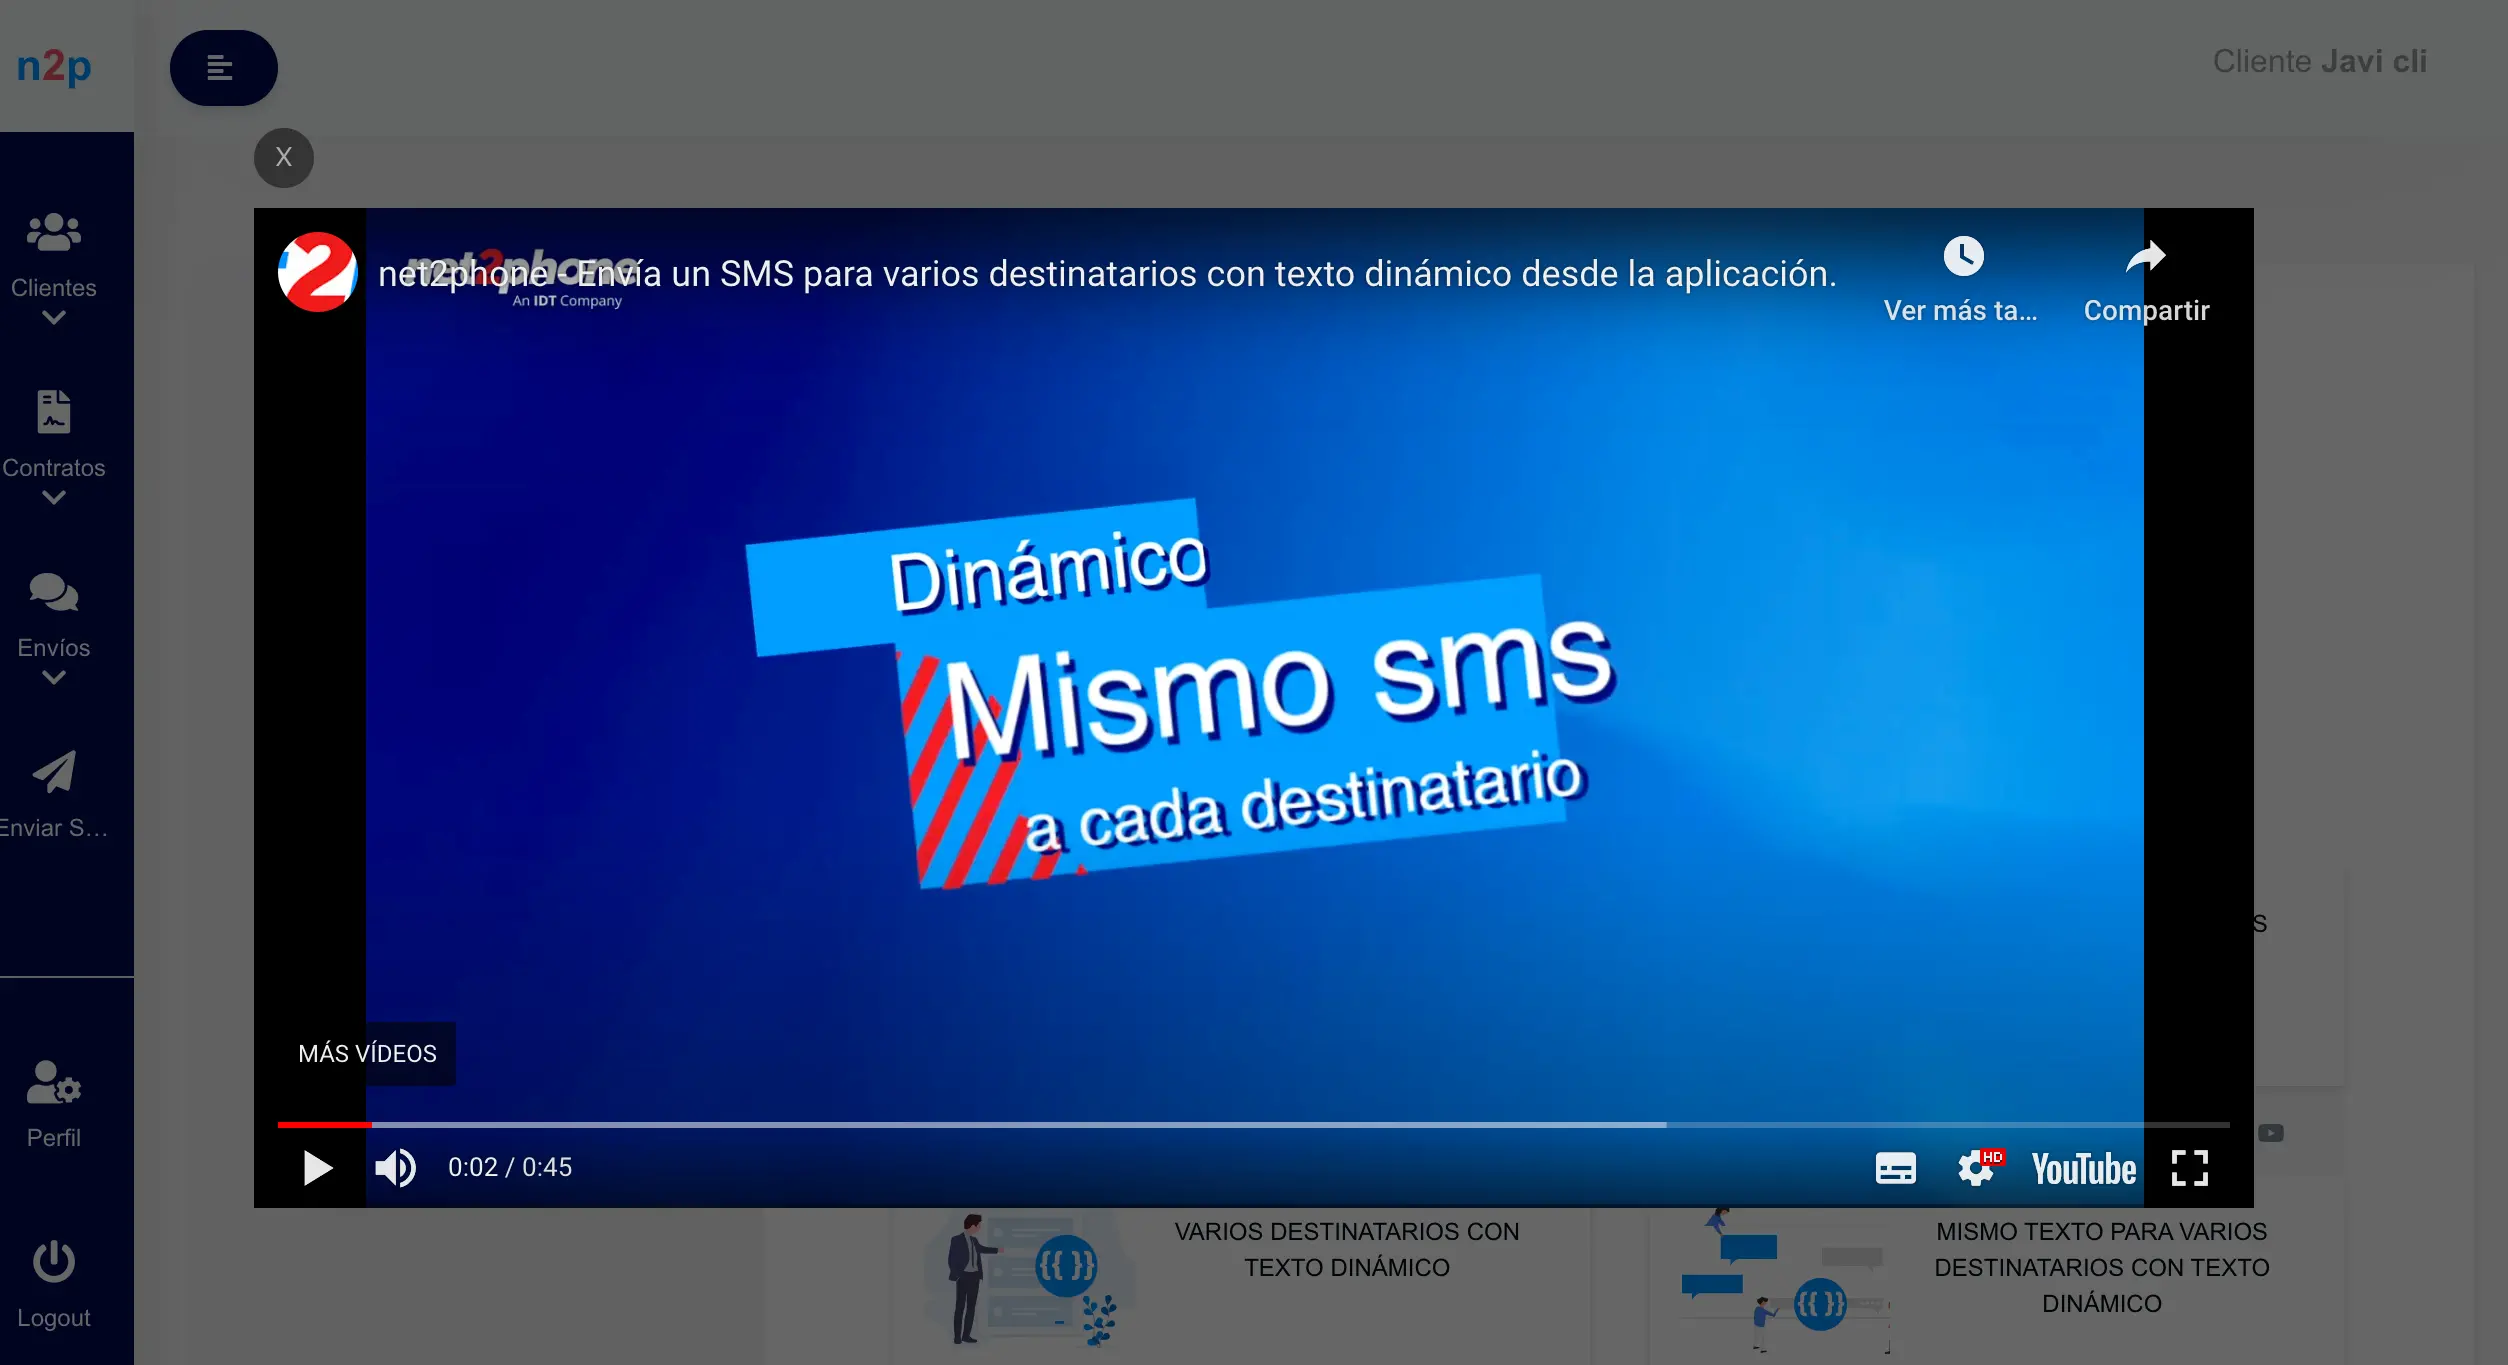 n2p
Cliente Javi cli
X
Clientes
Contratos
Envíos
Enviar S...
Perfil
Logout
net2phone
net2phone - Envía un SMS para varios destinatarios con texto dinámico desde la aplicación.
An IDT Company
Ver más ta...
Compartir
Dinámico
Mismo sms
a cada destinatario
S
MÁS VÍDEOS
0:02 / 0:45
HD
YouTube
{{ }}
VARIOS DESTINATARIOS CON
TEXTO DINÁMICO
{{ }}
MISMO TEXTO PARA VARIOS
DESTINATARIOS CON TEXTO
DINÁMICO